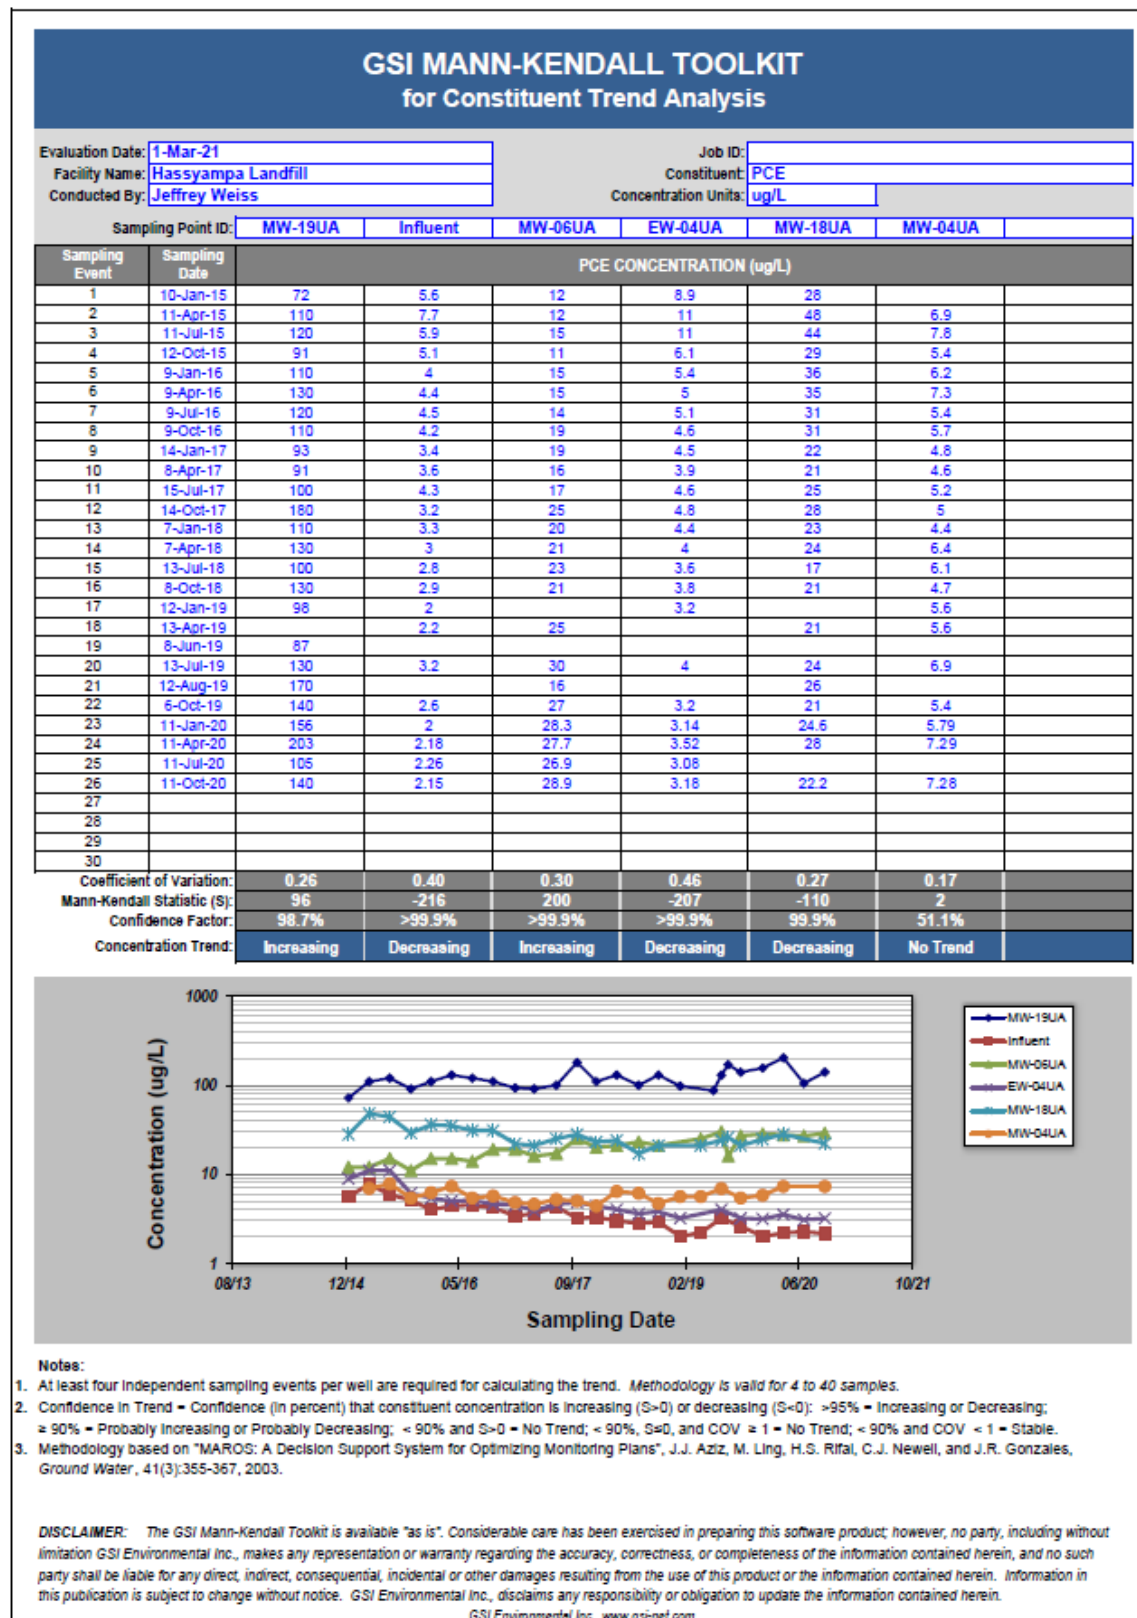 GSI MANN-KENDALL TOOLKIT
for Constituent Trend Analysis
Evaluation Date: 1-Mar-21 Job ID:
Facility Name: Hassyampa Landfill Constituent: PCE
Conducted By: Jeffrey Weiss Concentration Units: ug/L
Sampling Point ID: MW-19UA Influent MW-06UA EW-04UA MW-18UA MW-04UA
Sampling Event Sampling Date PCE CONCENTRATION (ug/L)
1 10-Jan-15 72 5.6 12 8.9 28
2 11-Apr-15 110 7.7 12 11 48 6.9
3 11-Jul-15 120 5.9 15 11 44 7.8
4 12-Oct-15 91 5.1 11 6.1 29 5.4
5 9-Jan-16 110 4 15 5.4 36 6.2
6 9-Apr-16 130 4.4 15 5 35 7.3
7 9-Jul-16 120 4.5 14 5.1 31 5.4
8 9-Oct-16 110 4.2 19 4.6 31 5.7
9 14-Jan-17 93 3.4 19 4.5 22 4.8
10 8-Apr-17 91 3.6 16 3.9 21 4.6
11 15-Jul-17 100 4.3 17 4.6 25 5.2
12 14-Oct-17 180 3.2 25 4.8 28 5
13 7-Jan-18 110 3.3 20 4.4 23 4.4
14 7-Apr-18 130 3 21 4 24 6.4
15 13-Jul-18 100 2.8 23 3.6 17 6.1
16 8-Oct-18 130 2.9 21 3.8 21 4.7
17 12-Jan-19 98 2 3.2 5.6
18 13-Apr-19 2.2 25 21 5.6
19 8-Jun-19 87
20 13-Jul-19 130 3.2 30 4 24 6.9
21 12-Aug-19 170 16 26
22 6-Oct-19 140 2.6 27 3.2 21 5.4
23 11-Jan-20 156 2 28.3 3.14 24.6 5.79
24 11-Apr-20 203 2.18 27.7 3.52 28 7.29
25 11-Jul-20 105 2.26 26.9 3.08
26 11-Oct-20 140 2.15 28.9 3.18 22.2 7.28
27
28
29
30
Coefficient of Variation: 0.26 0.40 0.30 0.46 0.27 0.17
Mann-Kendall Statistic (S): 96 -216 200 -207 -110 2
Confidence Factor: 98.7% >99.9% >99.9% >99.9% 99.9% 51.1%
Concentration Trend: Increasing Decreasing Increasing Decreasing Decreasing No Trend
1000
100
10
1
Concentration (ug/L)
08/13 12/14 05/16 09/17 02/19 06/20 10/21
Sampling Date
MW-19UA
Influent
MW-06UA
EW-04UA
MW-18UA
MW-04UA
Notes:
1. At least four independent sampling events per well are required for calculating the trend. Methodology is valid for 4 to 40 samples.
2. Confidence in Trend = Confidence (in percent) that constituent concentration is increasing (S>0) or decreasing (S<0): >95% = Increasing or Decreasing;
≥ 90% = Probably Increasing or Probably Decreasing; < 90% and S>0 = No Trend; < 90%, S≤0, and COV ≥ 1 = No Trend; < 90% and COV < 1 = Stable.
3. Methodology based on "MAROS: A Decision Support System for Optimizing Monitoring Plans", J.J. Aziz, M. Ling, H.S. Rifai, C.J. Newell, and J.R. Gonzales,
Ground Water, 41(3):355-367, 2003.
DISCLAIMER: The GSI Mann-Kendall Toolkit is available "as is". Considerable care has been exercised in preparing this software product; however, no party, including without
limitation GSI Environmental Inc., makes any representation or warranty regarding the accuracy, correctness, or completeness of the information contained herein, and no such
party shall be liable for any direct, indirect, consequential, incidental or other damages resulting from the use of this product or the information contained herein. Information in
this publication is subject to change without notice. GSI Environmental Inc., disclaims any responsibility or obligation to update the information contained herein.
GSI Environmental Inc., www.gsi-net.com